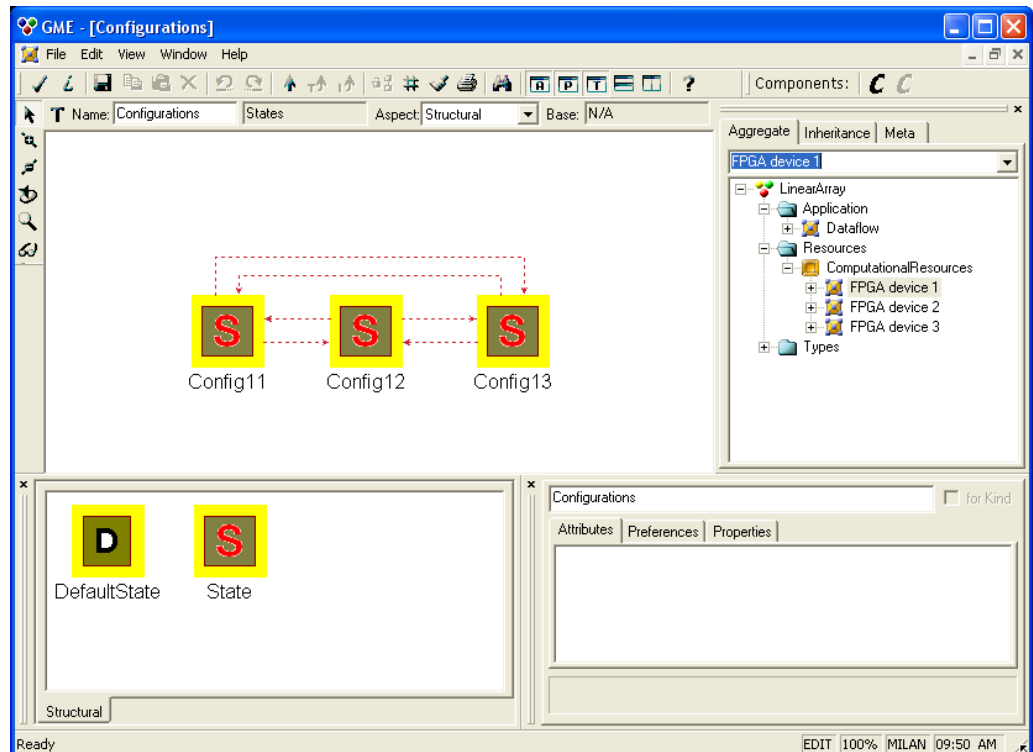 GME - [Configurations]
File Edit View Window Help
Components:
Name: Configurations States Aspect: Structural Base: N/A
Aggregate Inheritance Meta
FPGA device 1
LinearArray
Application
Dataflow
Resources
ComputationalResources
FPGA device 1
FPGA device 2
FPGA device 3
Types
S S S
Config11 Config12 Config13
D S
DefaultState State
Structural
Configurations for Kind
Attributes Preferences Properties
Ready EDIT 100% MILAN 09:50 AM